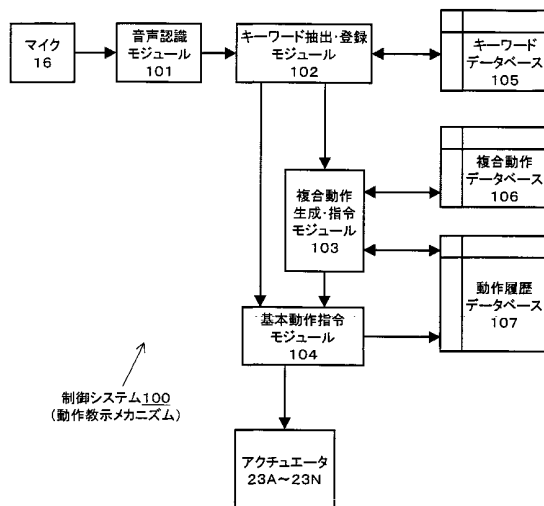 マイク
16
音声認識
モジュール
101
キーワード抽出・登録
モジュール
102
キーワード
データベース
105
複合動作
データベース
106
複合動作
生成・指令
モジュール
103
動作履歴
データベース
107
基本動作指令
モジュール
104
制御システム100
(動作教示メカニズム)
アクチュエータ
23A~23N